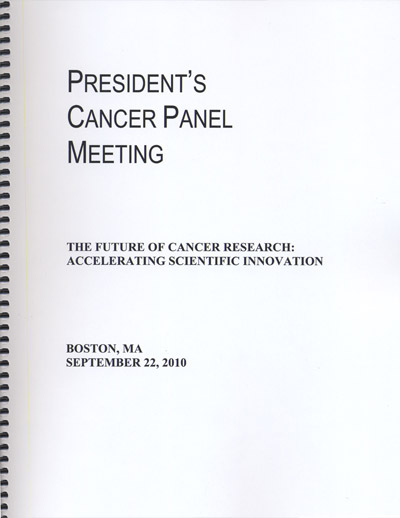 PRESIDENT'S
CANCER PANEL
MEETING
THE FUTURE OF CANCER RESEARCH:
ACCELERATING SCIENTIFIC INNOVATION
BOSTON, MA
SEPTEMBER 22, 2010